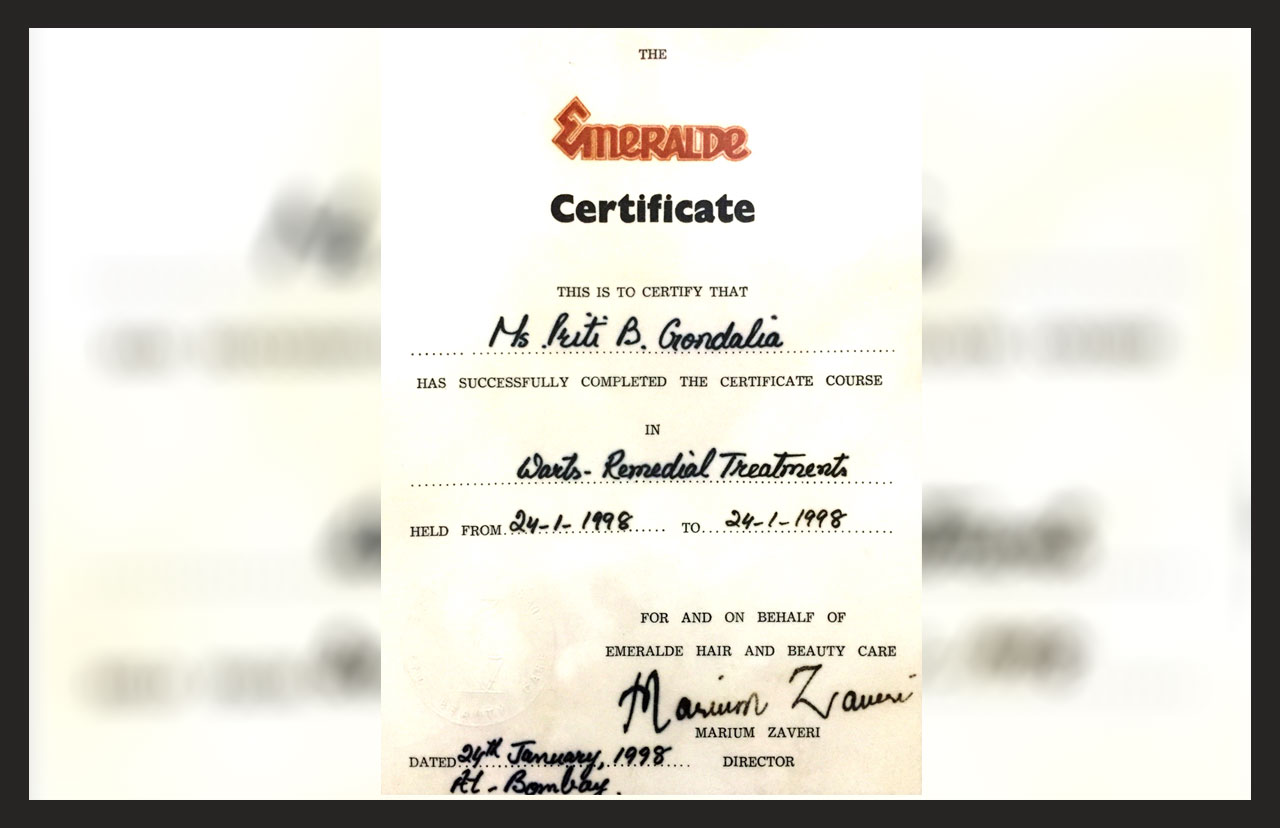 THE
EMERALDE
Certificate
THIS IS TO CERTIFY THAT
Ms Priti B. Gondalia
HAS SUCCESSFULLY COMPLETED THE CERTIFICATE COURSE
IN
Warts- Remedial Treatments
HELD FROM 24-1-1998 TO 24-1-1998
FOR AND ON BEHALF OF
EMERALDE HAIR AND BEAUTY CARE
Marium Zaveri
MARIUM ZAVERI
DATED 24th January, 1998 DIRECTOR
At - Bombay.